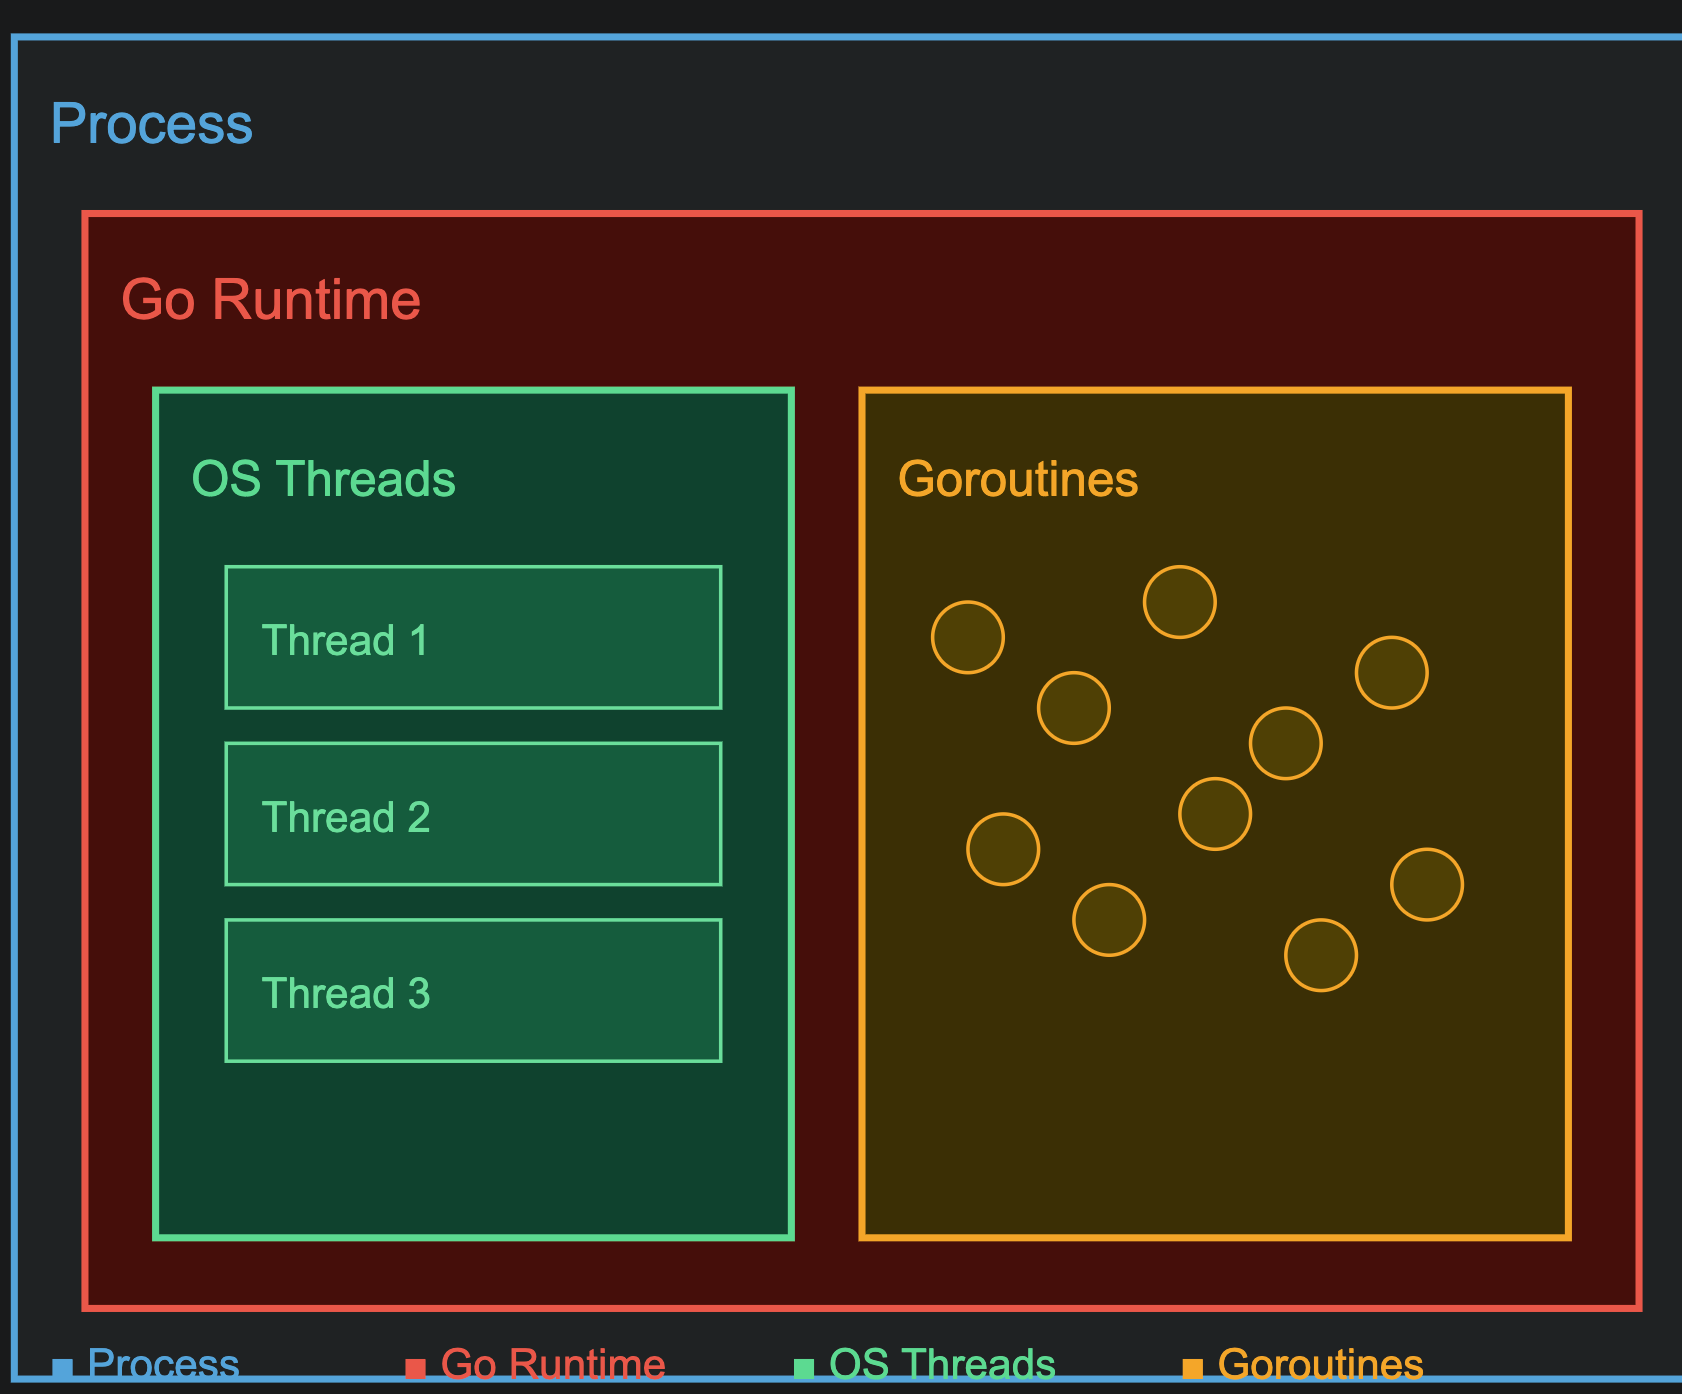 Process
Go Runtime
OS Threads
Goroutines
Thread 1
Thread 2
Thread 3
Process
Go Runtime
OS Threads
Goroutines